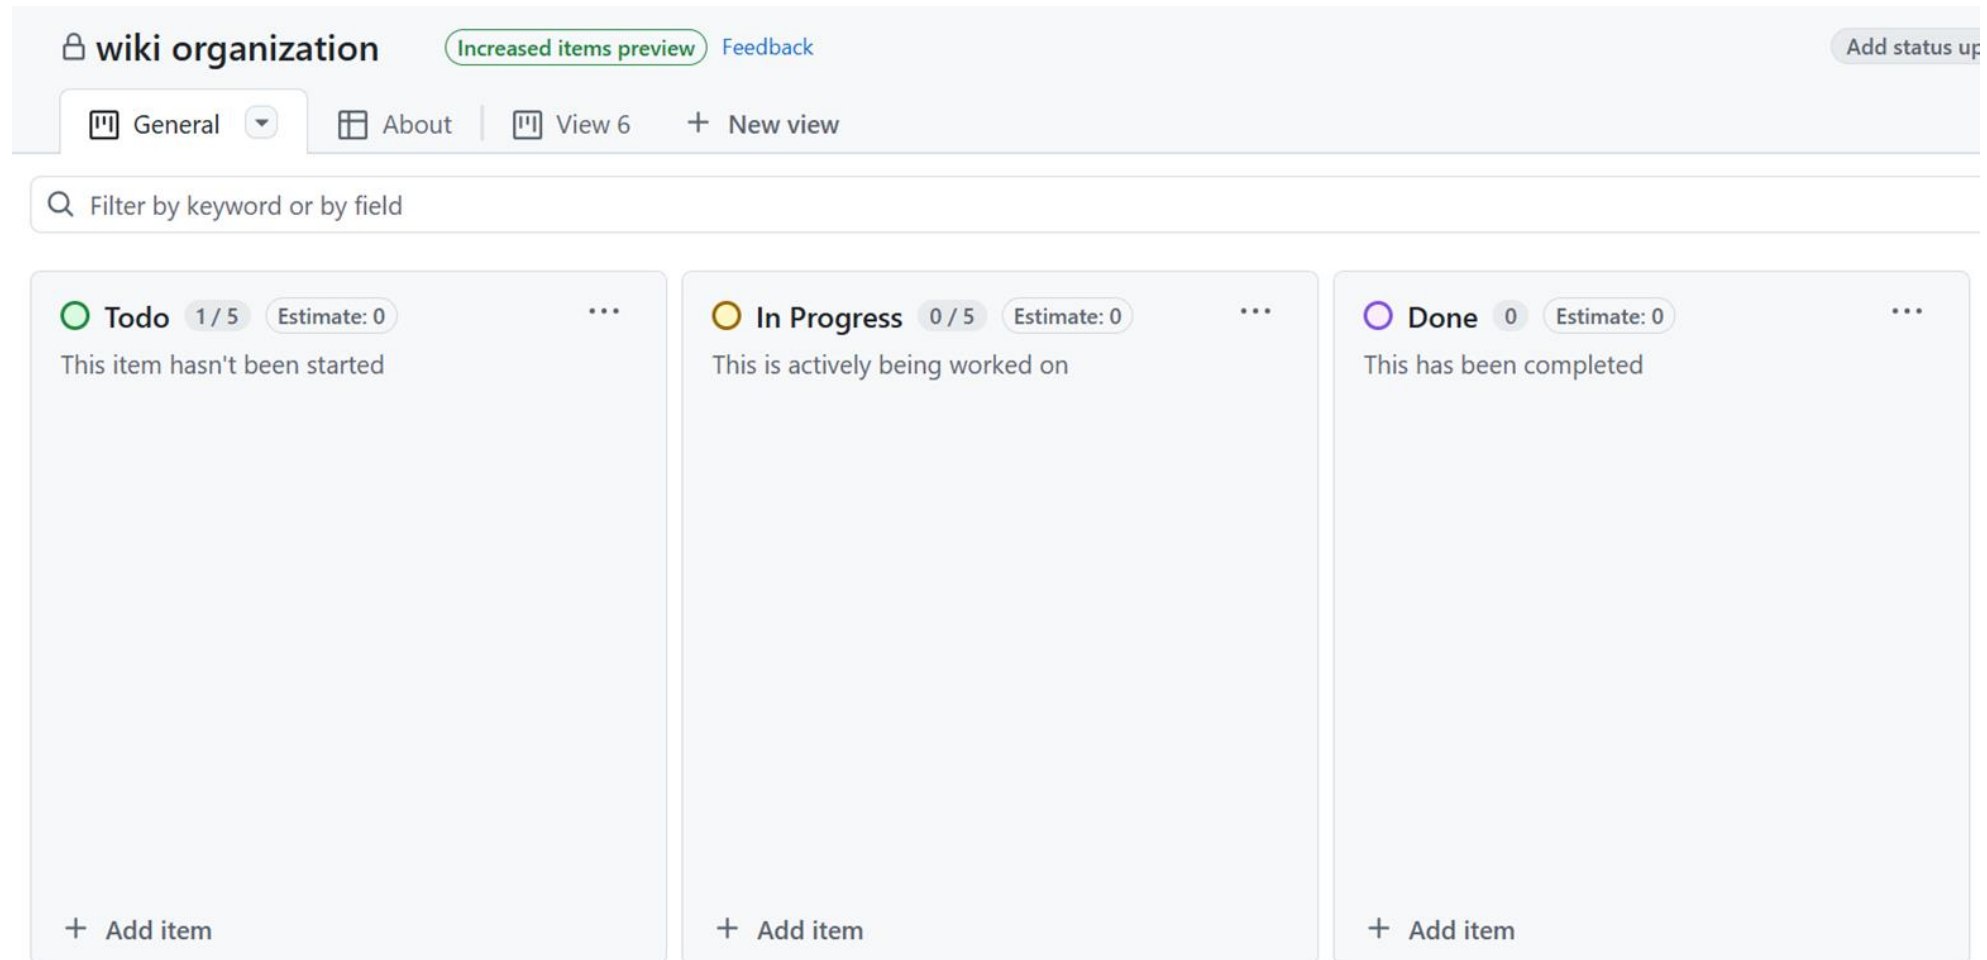 wiki organization Increased items preview Feedback Add status up
General About View 6 + New view
Filter by keyword or by field
Todo 1 / 5 Estimate: 0 ... In Progress 0 / 5 Estimate: 0 ... Done 0 Estimate: 0 ...
This item hasn't been started This is actively being worked on This has been completed
+ Add item + Add item + Add item